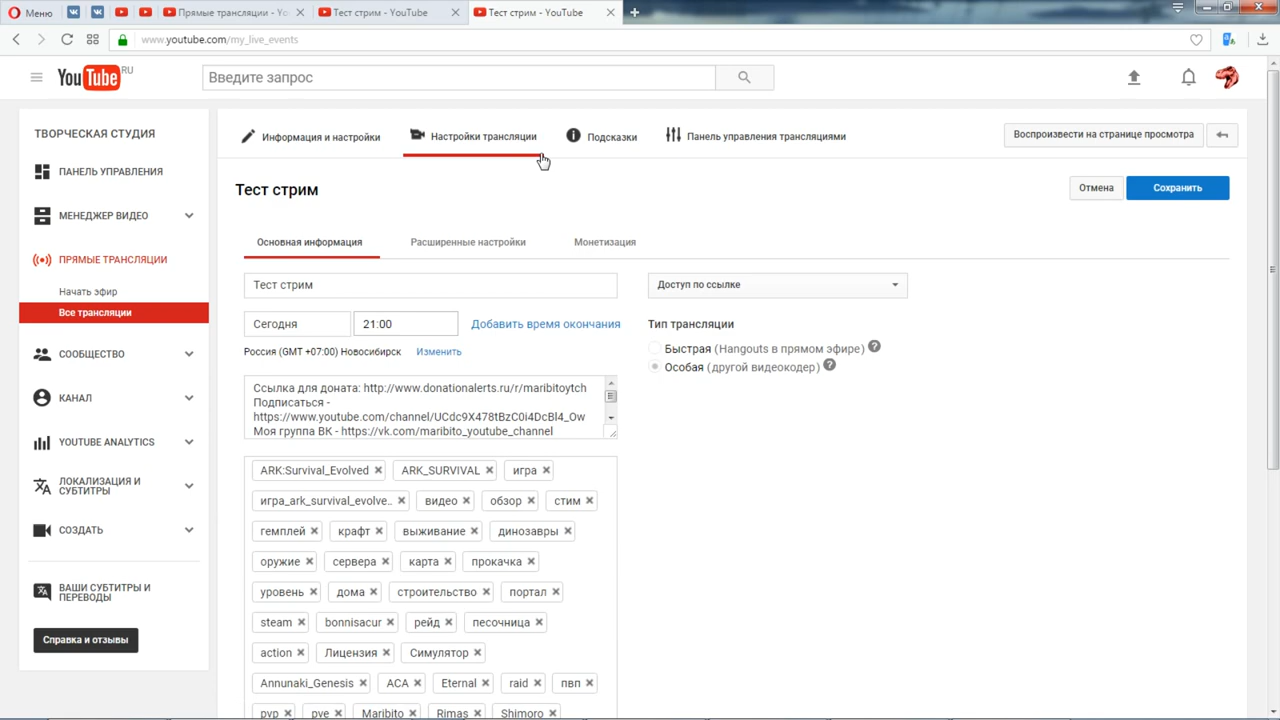 Меню
Прямые трансляции - Yo
Тест стрим - YouTube
Тест стрим - YouTube
www.youtube.com/my_live_events
YouTube RU
Введите запрос
ТВОРЧЕСКАЯ СТУДИЯ
ПАНЕЛЬ УПРАВЛЕНИЯ
МЕНЕДЖЕР ВИДЕО
ПРЯМЫЕ ТРАНСЛЯЦИИ
Начать эфир
Все трансляции
СООБЩЕСТВО
КАНАЛ
YOUTUBE ANALYTICS
ЛОКАЛИЗАЦИЯ И
СУБТИТРЫ
СОЗДАТЬ
ВАШИ СУБТИТРЫ И
ПЕРЕВОДЫ
Справка и отзывы
Информация и настройки
Настройки трансляции
Подсказки
Панель управления трансляциями
Воспроизвести на странице просмотра
Тест стрим
Отмена
Сохранить
Основная информация
Расширенные настройки
Монетизация
Тест стрим
Доступ по ссылке
Сегодня
21:00
Добавить время окончания
Тип трансляции
Россия (GMT +07:00) Новосибирск
Изменить
Быстрая (Hangouts в прямом эфире)
Особая (другой видеокодер)
Ссылка для доната: http://www.donationalerts.ru/r/maribitoytch
Подписаться -
https://www.youtube.com/channel/UCdc9X478tBzC0i4DcBl4_Ow
Моя группа ВК - https://vk.com/maribito_youtube_channel
ARK:Survival_Evolved ARK_SURVIVAL игра
игра_ark_survival_evolve.. видео обзор стим
гемплей крафт выживание динозавры
оружие сервера карта прокачка
уровень дома строительство портал
steam bonnisacur рейд песочница
action Лицензия Симулятор
Annunaki_Genesis ACA Eternal raid пвп
pvp pve Maribito Rimas Shimoro